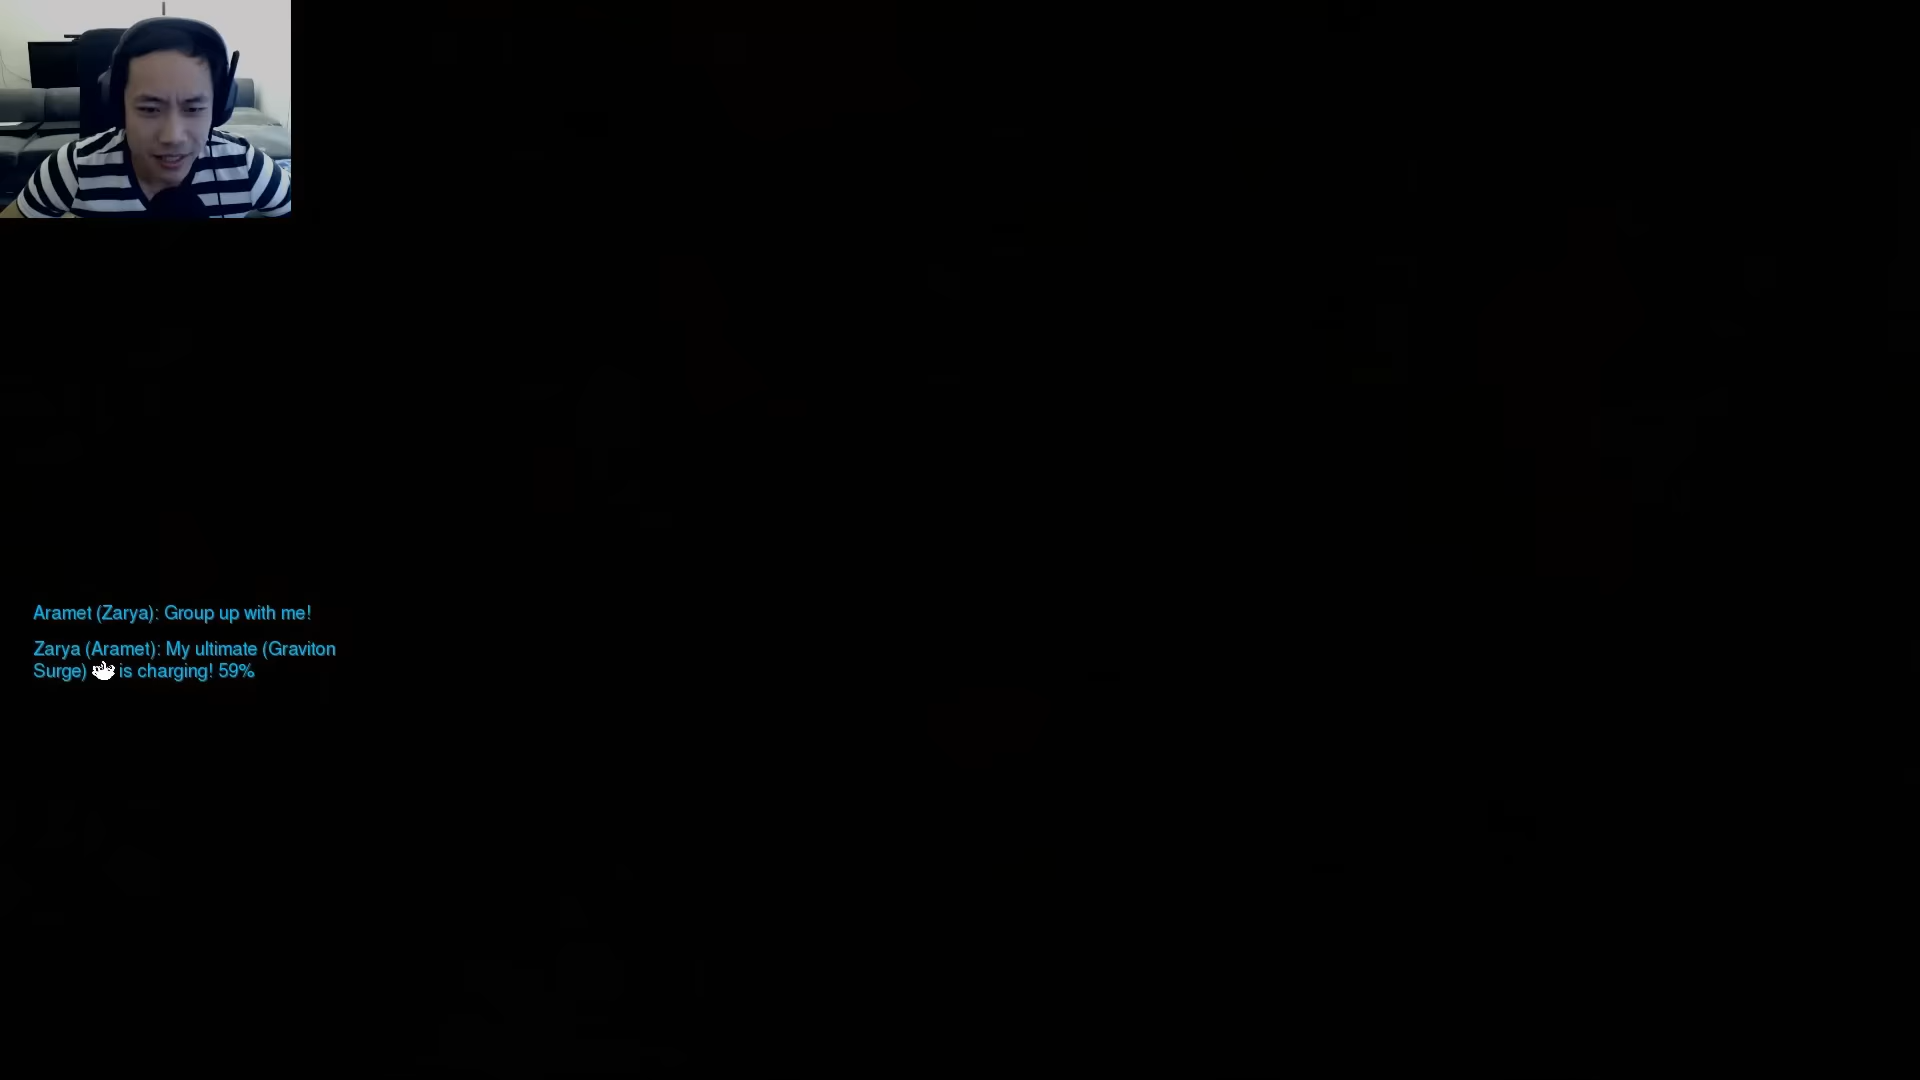 Aramet (Zarya): Group up with me!
Zarya (Aramet): My ultimate (Graviton
Surge) is charging! 59%